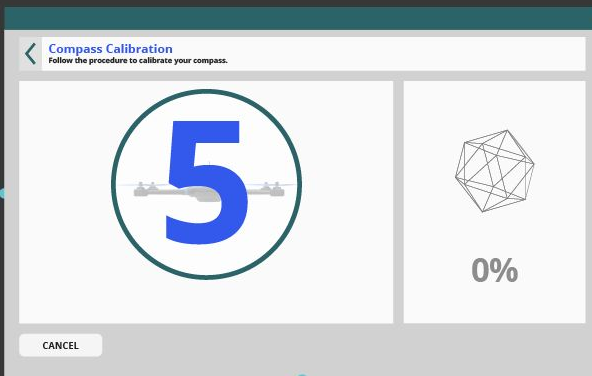 Compass Calibration
Follow the procedure to calibrate your compass.
5
0%
CANCEL